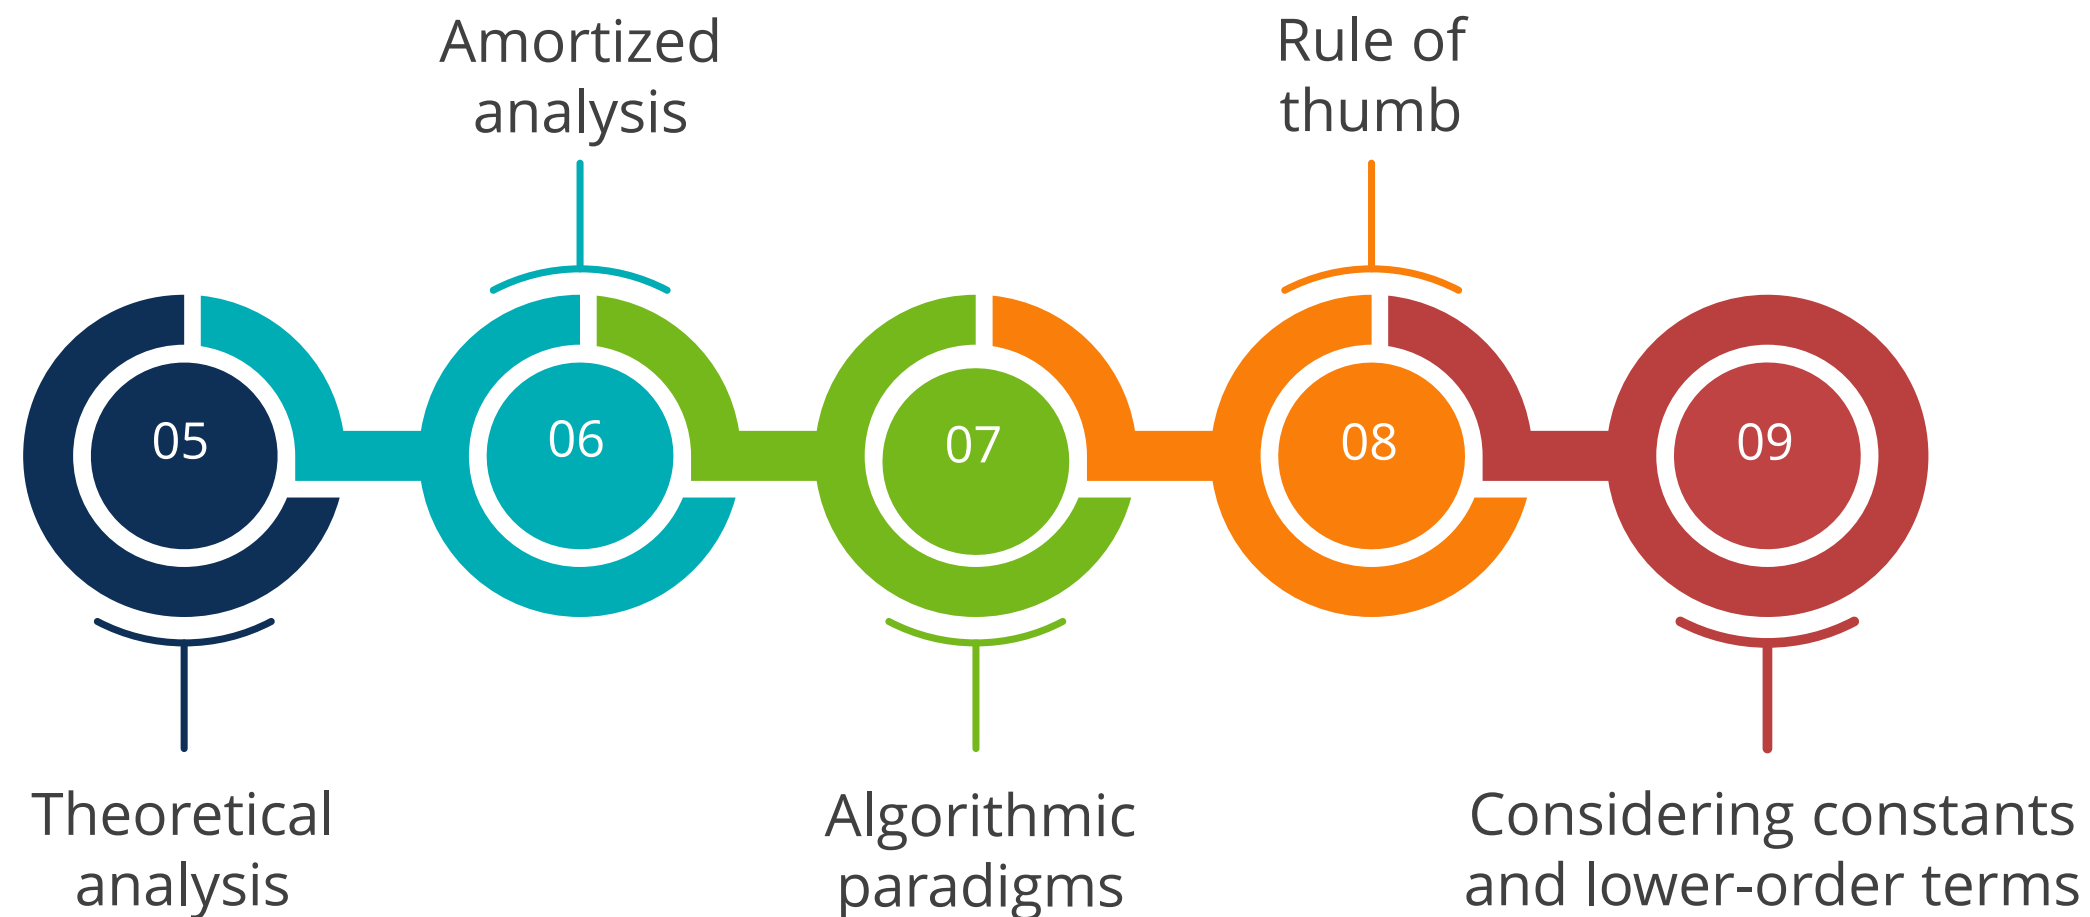 Amortized
analysis
Rule of
thumb
05
06
07
08
09
Theoretical
analysis
Algorithmic
paradigms
Considering constants
and lower-order terms